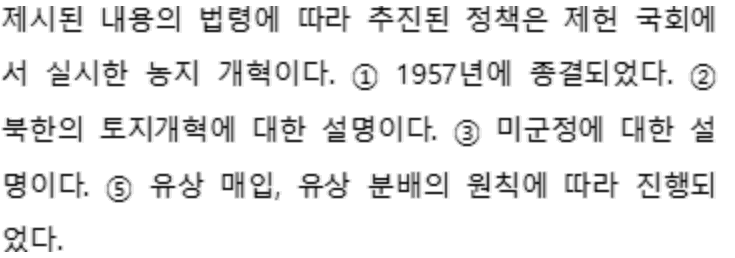 제시된 내용의 법령에 따라 추진된 정책은 제헌 국회에
서 실시한 농지 개혁이다. ① 1957년에 종결되었다. ②
북한의 토지개혁에 대한 설명이다. ③ 미군정에 대한 설
명이다. ⑤ 유상 매입, 유상 분배의 원칙에 따라 진행되
었다.